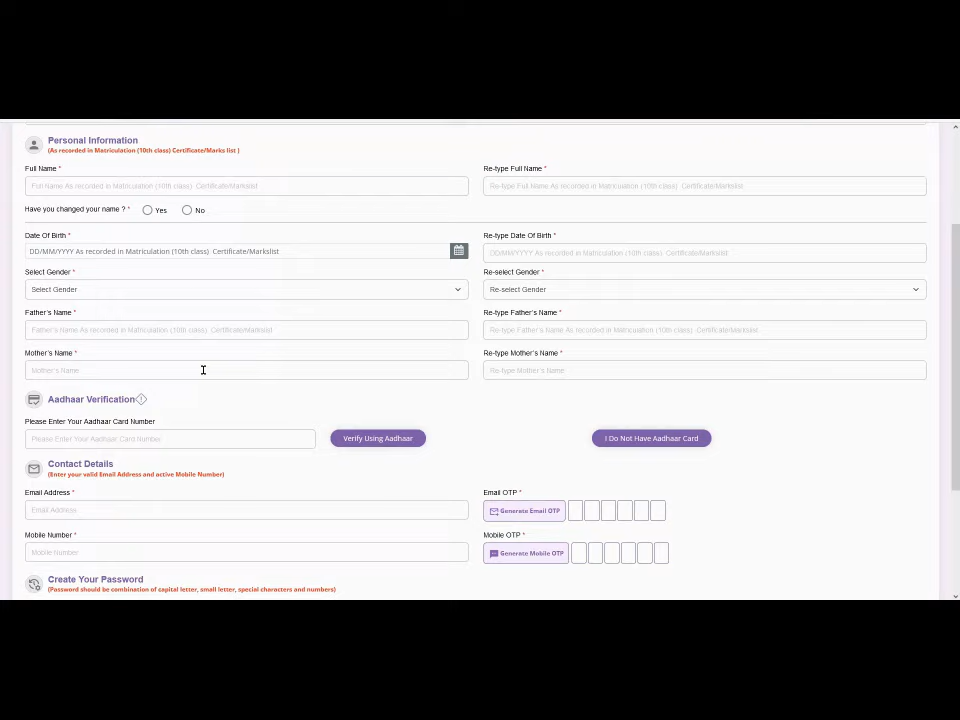 Personal Information
(As recorded in Matriculation (10th class) Certificate/Marks list )
Full Name *
Re-type Full Name *
Full Name As recorded in Matriculation (10th class) Certificate/Markslist
Re-type Full Name As recorded in Matriculation (10th class) Certificate/Markslist
Have you changed your name ? * Yes No
Date Of Birth *
Re-type Date Of Birth *
DD/MM/YYYY As recorded in Matriculation (10th class) Certificate/Markslist
DD/MM/YYYY As recorded in Matriculation (10th class) Certificate/Markslist
Select Gender *
Re-select Gender *
Select Gender
Re-select Gender
Father's Name *
Re-type Father's Name *
Father's Name As recorded in Matriculation (10th class) Certificate/Markslist
Re-type Father's Name As recorded in Matriculation (10th class) Certificate/Markslist
Mother's Name *
Re-type Mother's Name *
Mother's Name
Re-type Mother's Name
Aadhaar Verification
Please Enter Your Aadhaar Card Number
Please Enter Your Aadhaar Card Number
Verify Using Aadhaar
I Do Not Have Aadhaar Card
Contact Details
(Enter your valid Email Address and active Mobile Number)
Email Address *
Email OTP *
Email Address
Generate Email OTP
Mobile Number *
Mobile OTP *
Mobile Number
Generate Mobile OTP
Create Your Password
(Password should be combination of capital letter, small letter, special characters and numbers)